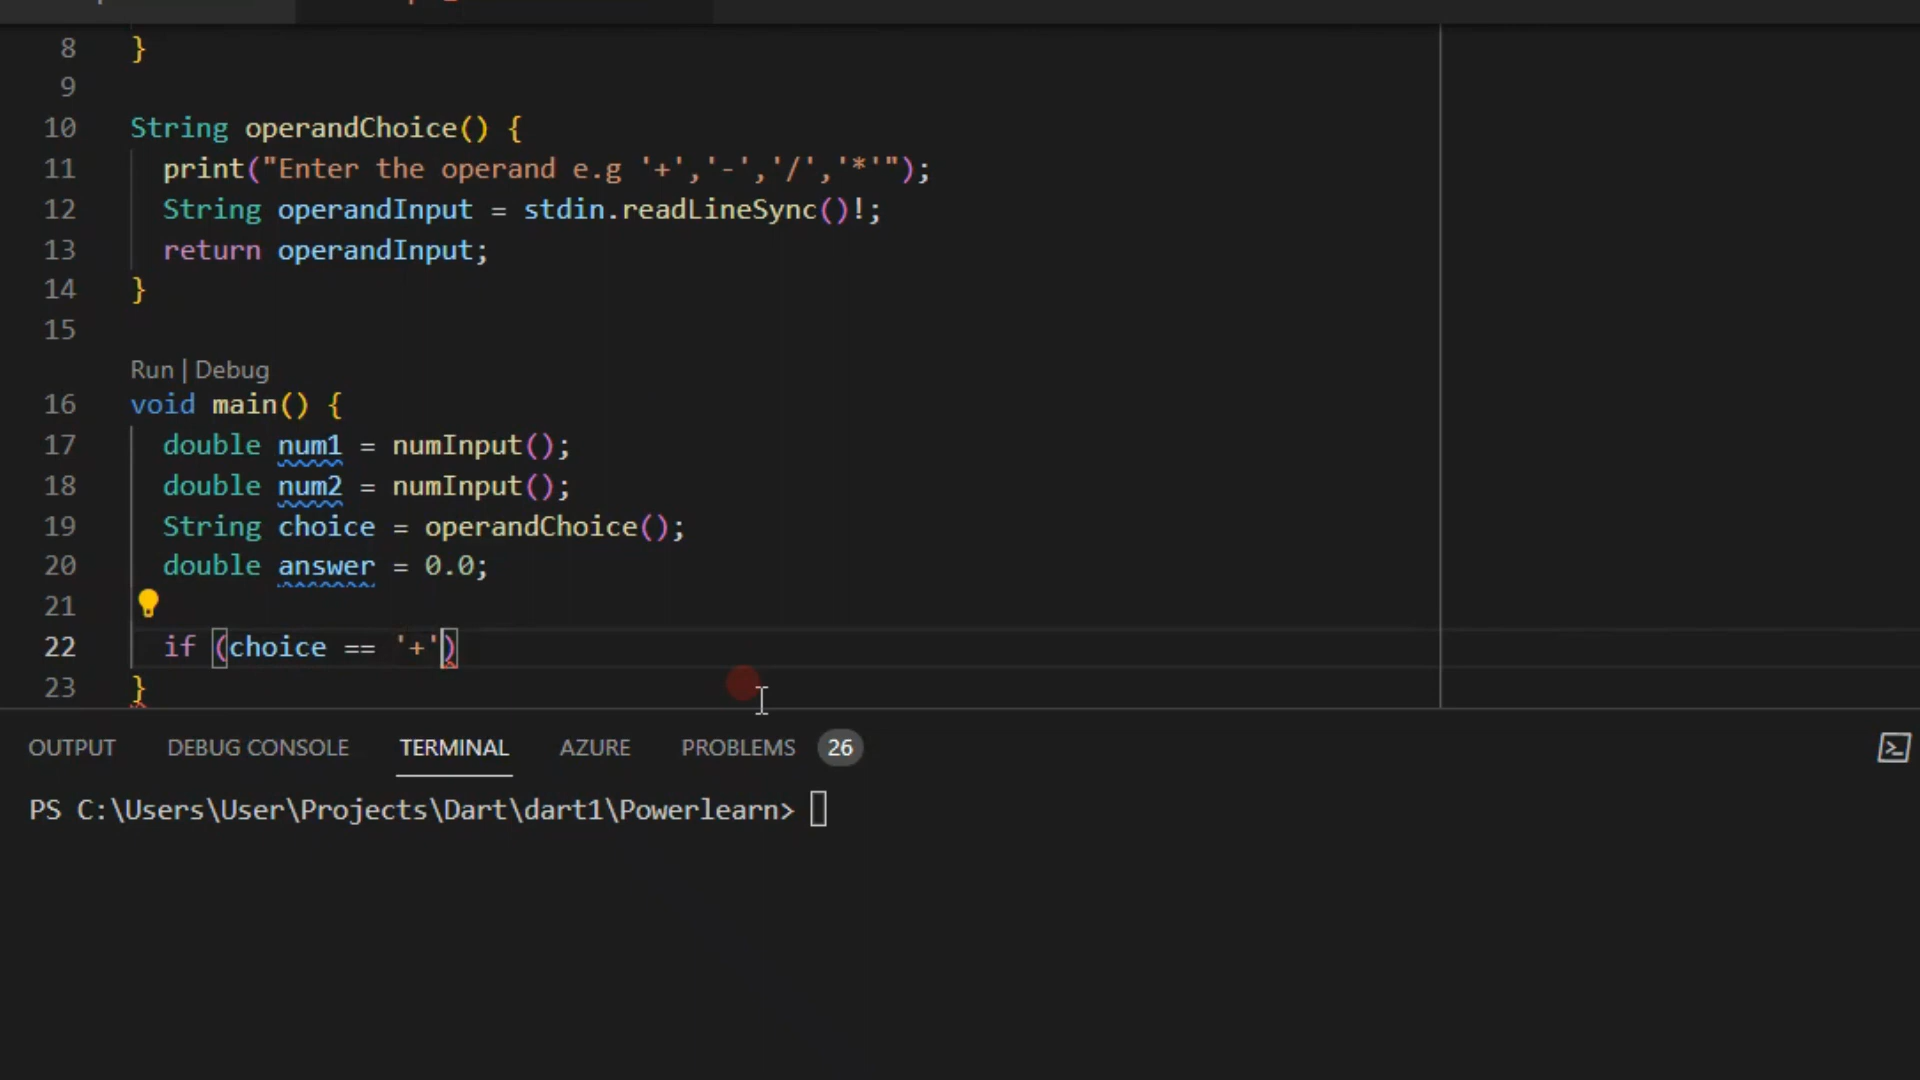 8 }
9
10 String operandChoice() {
11 print("Enter the operand e.g '+','-','/','*'");
12 String operandInput = stdin.readLineSync()!;
13 return operandInput;
14 }
15
Run | Debug
16 void main() {
17 double num1 = numInput();
18 double num2 = numInput();
19 String choice = operandChoice();
20 double answer = 0.0;
21
22 if (choice == '+')
23 }
OUTPUT DEBUG CONSOLE TERMINAL AZURE PROBLEMS 26
PS C:\Users\User\Projects\Dart\dart1\Powerlearn>